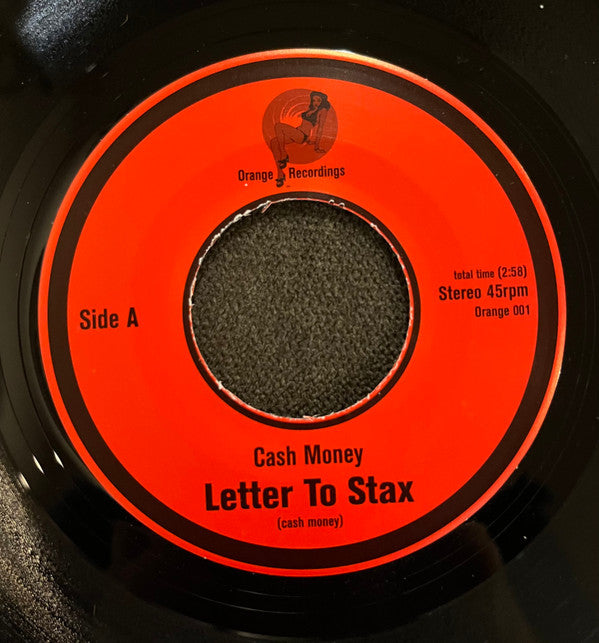 Orange Recordings
total time (2:58)
Stereo 45rpm
Orange 001
Side A
Cash Money
Letter To Stax
(cash money)